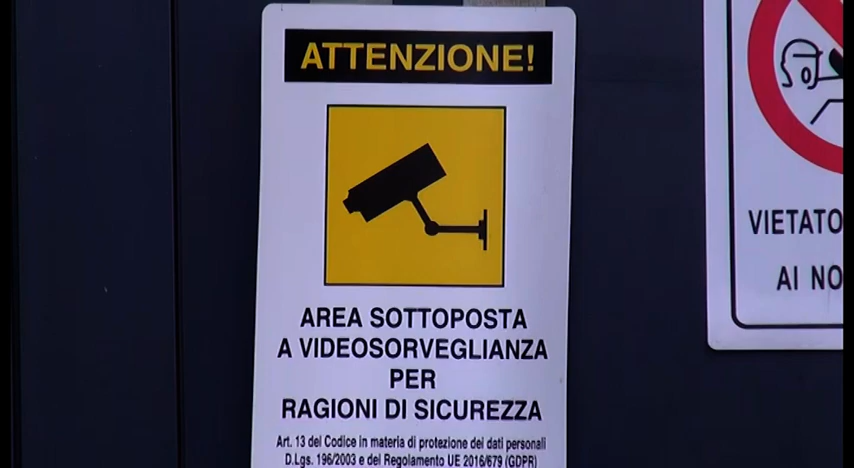 ATTENZIONE!
AREA SOTTOPOSTA
A VIDEOSORVEGLIANZA
PER
RAGIONI DI SICUREZZA
Art. 13 del Codice in materia di protezione dei dati personali
D.Lgs. 196/2003 e del Regolamento UE 2016/679 (GDPR)
VIETATO
AI NO